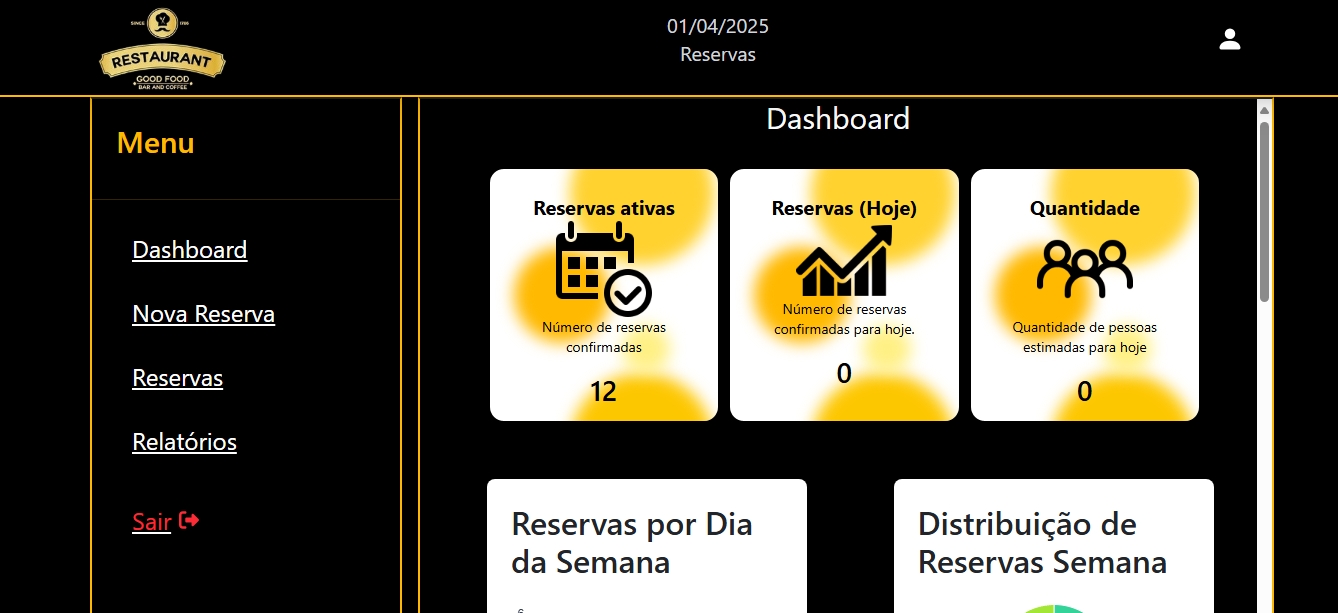 SINCE 1786
RESTAURANT
GOOD FOOD
BAR AND COFFEE
01/04/2025
Reservas
Menu
Dashboard
Nova Reserva
Reservas
Relatórios
Sair
Dashboard
Reservas ativas
Número de reservas
confirmadas
12
Reservas (Hoje)
Número de reservas
confirmadas para hoje.
0
Quantidade
Quantidade de pessoas
estimadas para hoje
0
Reservas por Dia
da Semana
6
Distribuição de
Reservas Semana